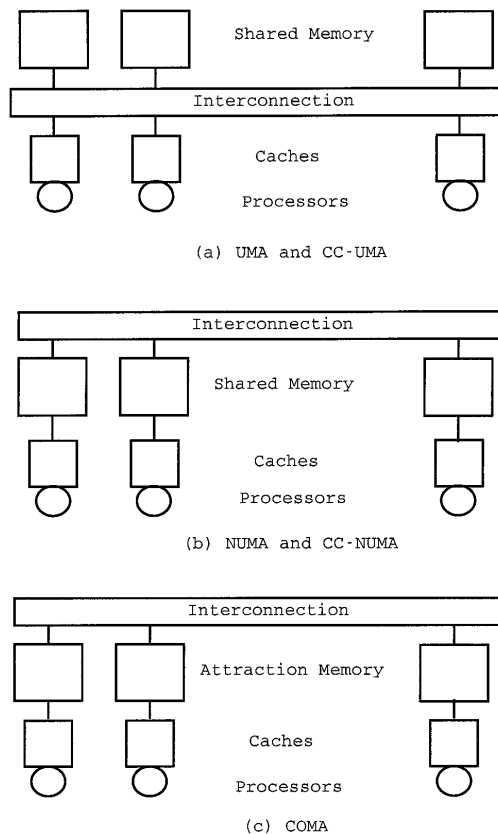 Shared Memory
Interconnection
Caches
Processors
(a) UMA and CC-UMA
Interconnection
Shared Memory
Caches
Processors
(b) NUMA and CC-NUMA
Interconnection
Attraction Memory
Caches
Processors
(c) COMA